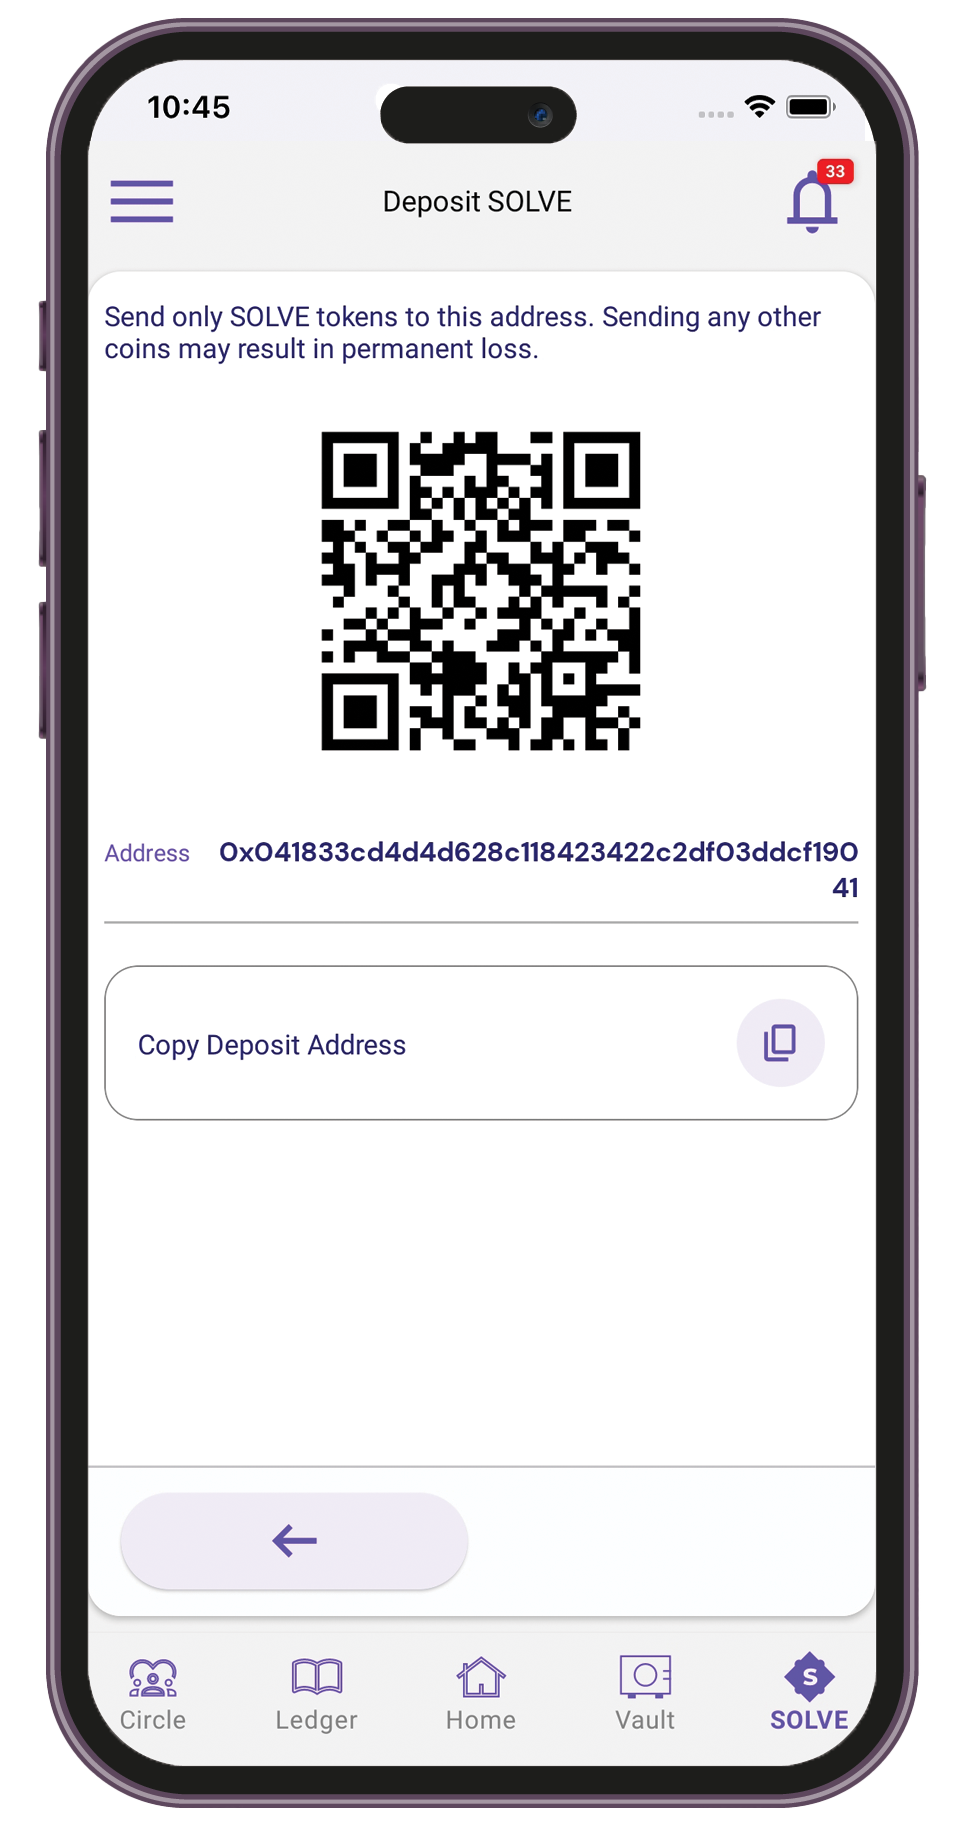 10:45
33
Deposit SOLVE
Send only SOLVE tokens to this address. Sending any other
coins may result in permanent loss.
Address 0x041833cd4d4d628c118423422c2df03ddcf190
41
Copy Deposit Address
S
Circle Ledger Home Vault SOLVE